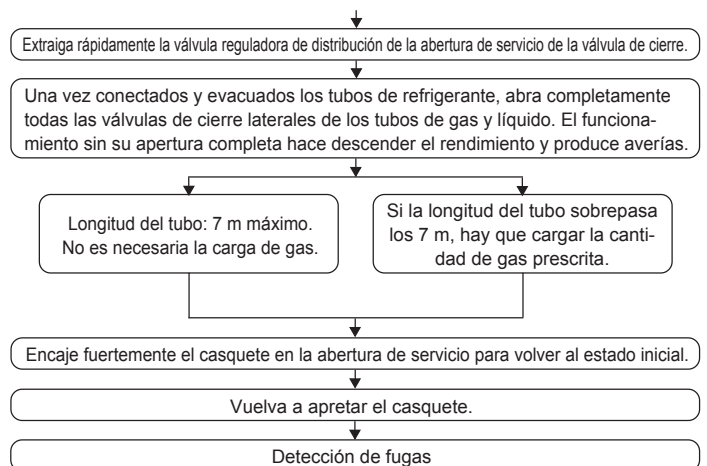 Extraiga rápidamente la válvula reguladora de distribución de la abertura de servicio de la válvula de cierre.
Una vez conectados y evacuados los tubos de refrigerante, abra completamente
todas las válvulas de cierre laterales de los tubos de gas y líquido. El funciona-
miento sin su apertura completa hace descender el rendimiento y produce averías.
Longitud del tubo: 7 m máximo.
No es necesaria la carga de gas.
Si la longitud del tubo sobrepasa
los 7 m, hay que cargar la canti-
dad de gas prescrita.
Encaje fuertemente el casquete en la abertura de servicio para volver al estado inicial.
Vuelva a apretar el casquete.
Detección de fugas